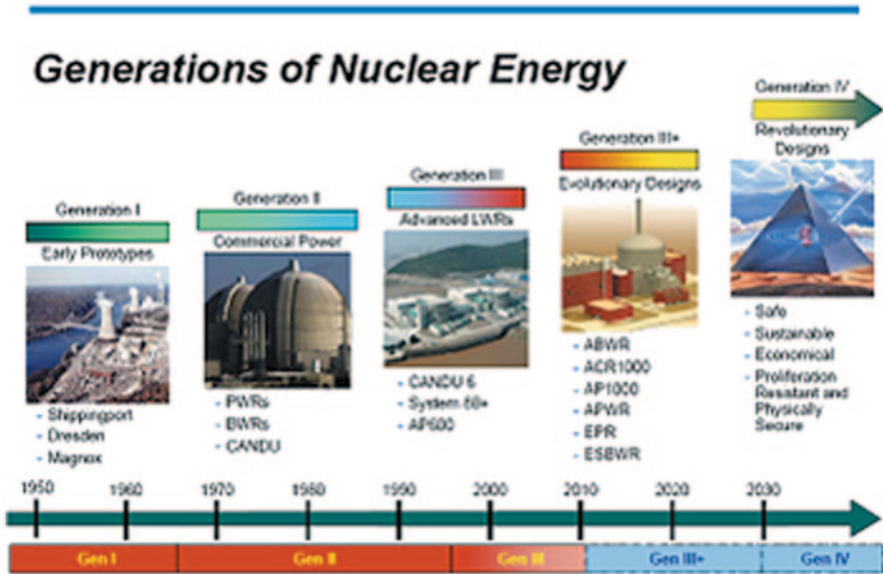 Generations of Nuclear Energy
Generation I
Early Prototypes
- Shippingport
- Dresden
- Magnox
Generation II
Commercial Power
- PWRs
- BWRs
- CANDU
Generation III
Advanced LWRs
- CANDU 6
- System 80+
- AP600
Generation III+
Evolutionary Designs
- ABWR
- ACR1000
- AP1000
- APWR
- EPR
- ESBWR
Generation IV
Revolutionary
Designs
- Safe
- Sustainable
- Economical
- Proliferation
Resistant and
Physically
Secure
1950 1960 1970 1980 1990 2000 2010 2020 2030
Gen I Gen II Gen III Gen III+ Gen IV